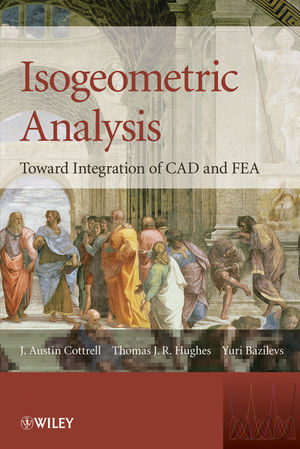 Isogeometric
Analysis
Toward Integration of CAD and FEA
J. Austin Cottrell Thomas J. R. Hughes Yuri Bazilevs
WILEY